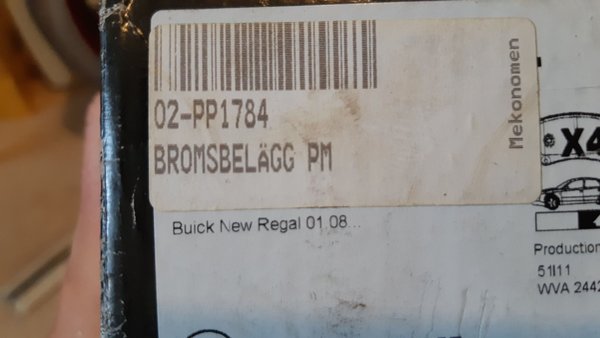 02-PP1784
BROMSBELÄGG PM
Mekonomen
X4
Buick New Regal 01.08...
Production
51I11
WVA 2442